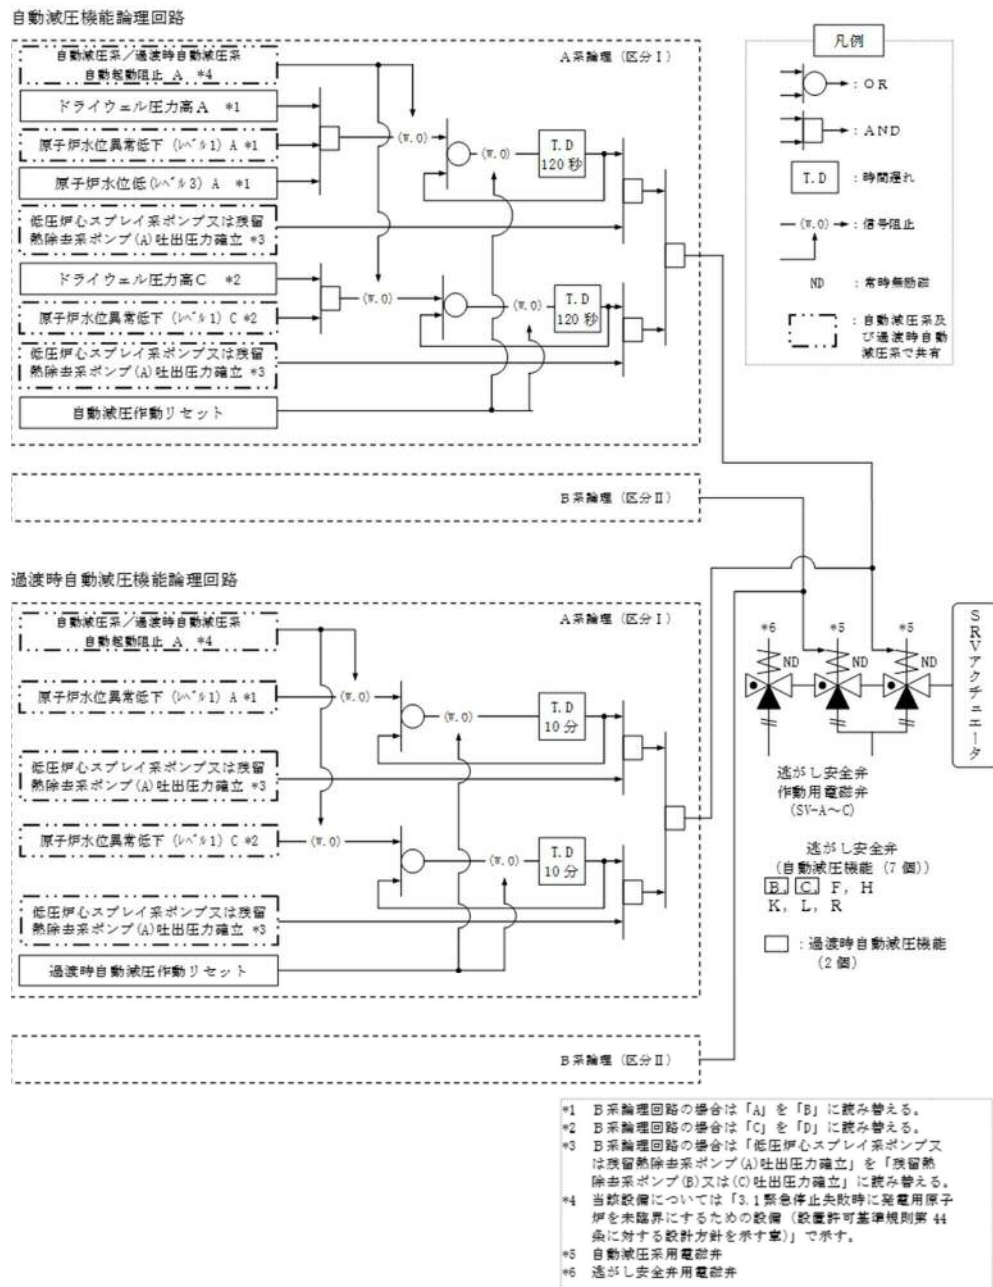 自動減圧機能論理回路
A系論理（区分Ⅰ）
自動減圧系／過渡時自動減圧系
自動起動阻止 A *4
ドライウェル圧力高A *1
原子炉水位異常低下（ﾚﾍﾞﾙ1）A *1
原子炉水位低（ﾚﾍﾞﾙ3）A *1
低圧炉心スプレイ系ポンプ又は残留
熱除去系ポンプ(A)吐出圧力確立 *3
ドライウェル圧力高C *2
原子炉水位異常低下（ﾚﾍﾞﾙ1）C *2
低圧炉心スプレイ系ポンプ又は残留
熱除去系ポンプ(A)吐出圧力確立 *3
自動減圧作動リセット
(W.O)
(W.O)
T.D
120秒
(W.O)
(W.O)
T.D
120秒
凡例
：OR
：AND
T.D ：時間遅れ
(W.O) ：信号阻止
ND ：常時無励磁
：自動減圧系及
び過渡時自動
減圧系で共有
B系論理（区分Ⅱ）
過渡時自動減圧機能論理回路
A系論理（区分Ⅰ）
自動減圧系／過渡時自動減圧系
自動起動阻止 A *4
原子炉水位異常低下（ﾚﾍﾞﾙ1）A *1
低圧炉心スプレイ系ポンプ又は残留
熱除去系ポンプ(A)吐出圧力確立 *3
原子炉水位異常低下（ﾚﾍﾞﾙ1）C *2
低圧炉心スプレイ系ポンプ又は残留
熱除去系ポンプ(A)吐出圧力確立 *3
過渡時自動減圧作動リセット
(W.O)
(W.O)
T.D
10分
(W.O)
(W.O)
T.D
10分
*6 *5 *5
ND ND ND
SRVアクチュエータ
逃がし安全弁
作動用電磁弁
(SV-A～C)
逃がし安全弁
(自動減圧機能（7個）)
B, C, F, H
K, L, R
：過渡時自動減圧機能
（2個）
B系論理（区分Ⅱ）
*1 B系論理回路の場合は「A」を「B」に読み替える。
*2 B系論理回路の場合は「C」を「D」に読み替える。
*3 B系論理回路の場合は「低圧炉心スプレイ系ポンプ又
は残留熱除去系ポンプ(A)吐出圧力確立」を「残留熱
除去系ポンプ(B)又は(C)吐出圧力確立」に読み替える。
*4 当該設備については「3.1緊急停止失敗時に発電用原子
炉を未臨界にするための設備（設置許可基準規則第44
条に対する設計方針を示す章）」で示す。
*5 自動減圧系用電磁弁
*6 逃がし安全弁用電磁弁